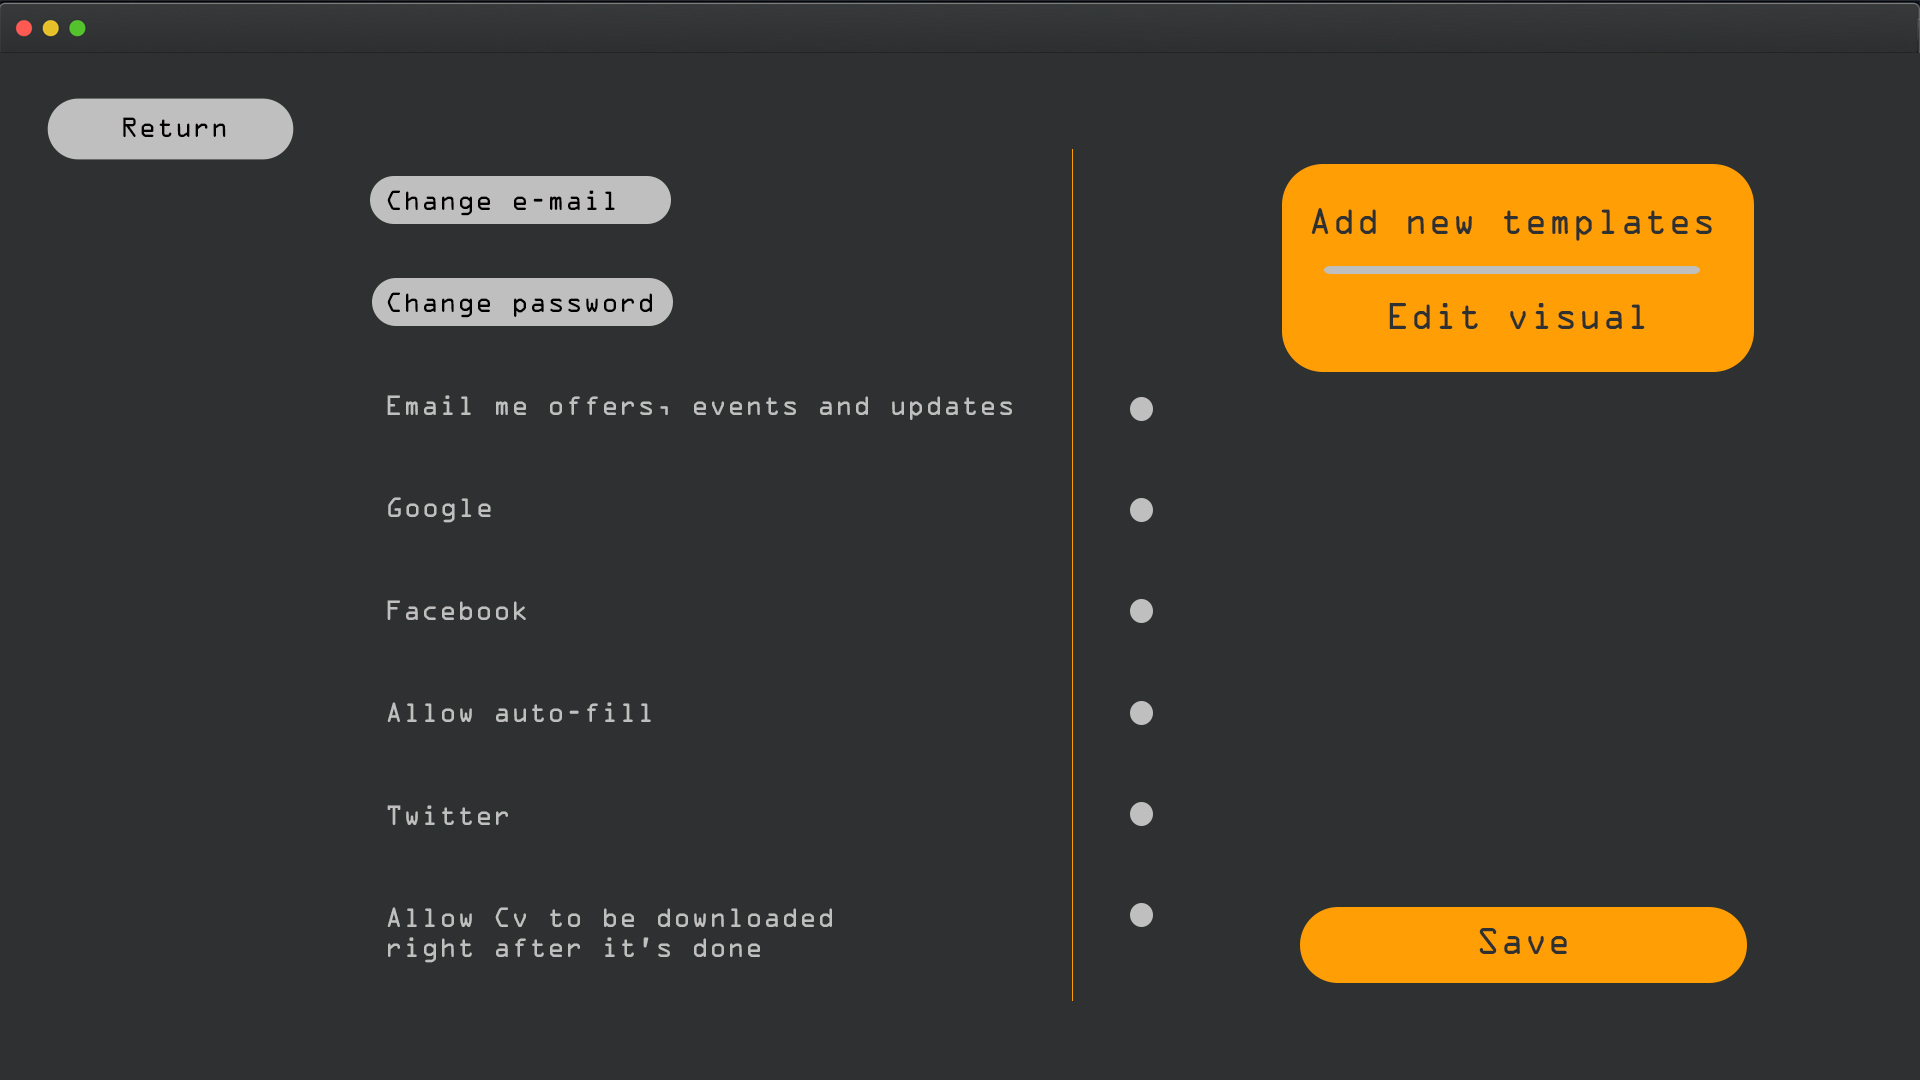 Return
Change e-mail
Change password
Email me offers, events and updates
Google
Facebook
Allow auto-fill
Twitter
Allow Cv to be downloaded
right after it's done
Add new templates
Edit visual
Save